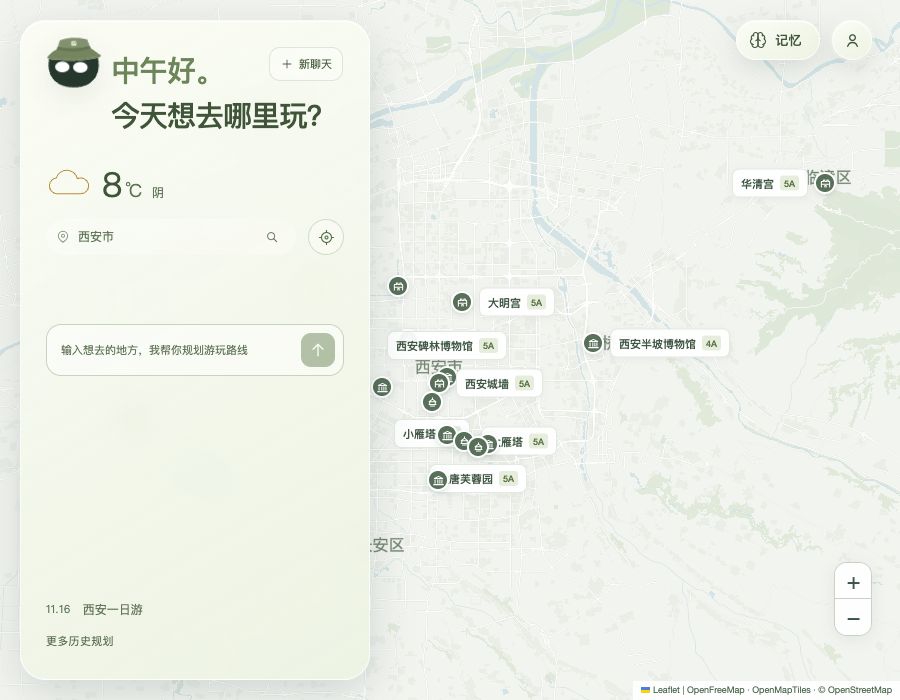 中午好。
+ 新聊天
今天想去哪里玩?
8℃ 阴
西安市
输入想去的地方，我帮你规划游玩路线
11.16 西安一日游
更多历史规划
记忆
华清宫 5A
大明宫 5A
西安碑林博物馆 5A
西安半坡博物馆 4A
西安市
西安城墙 5A
小雁塔
雁塔 5A
唐芙蓉园 5A
安区
+
−
Leaflet | OpenFreeMap · OpenMapTiles · © OpenStreetMap